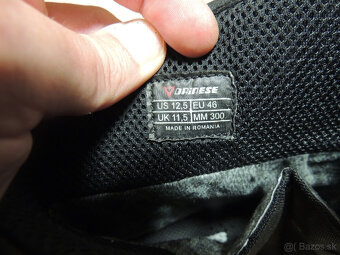 DAINESE
US 12,5 EU 46
UK 11,5 MM 300
MADE IN ROMANIA
Bazos.sk